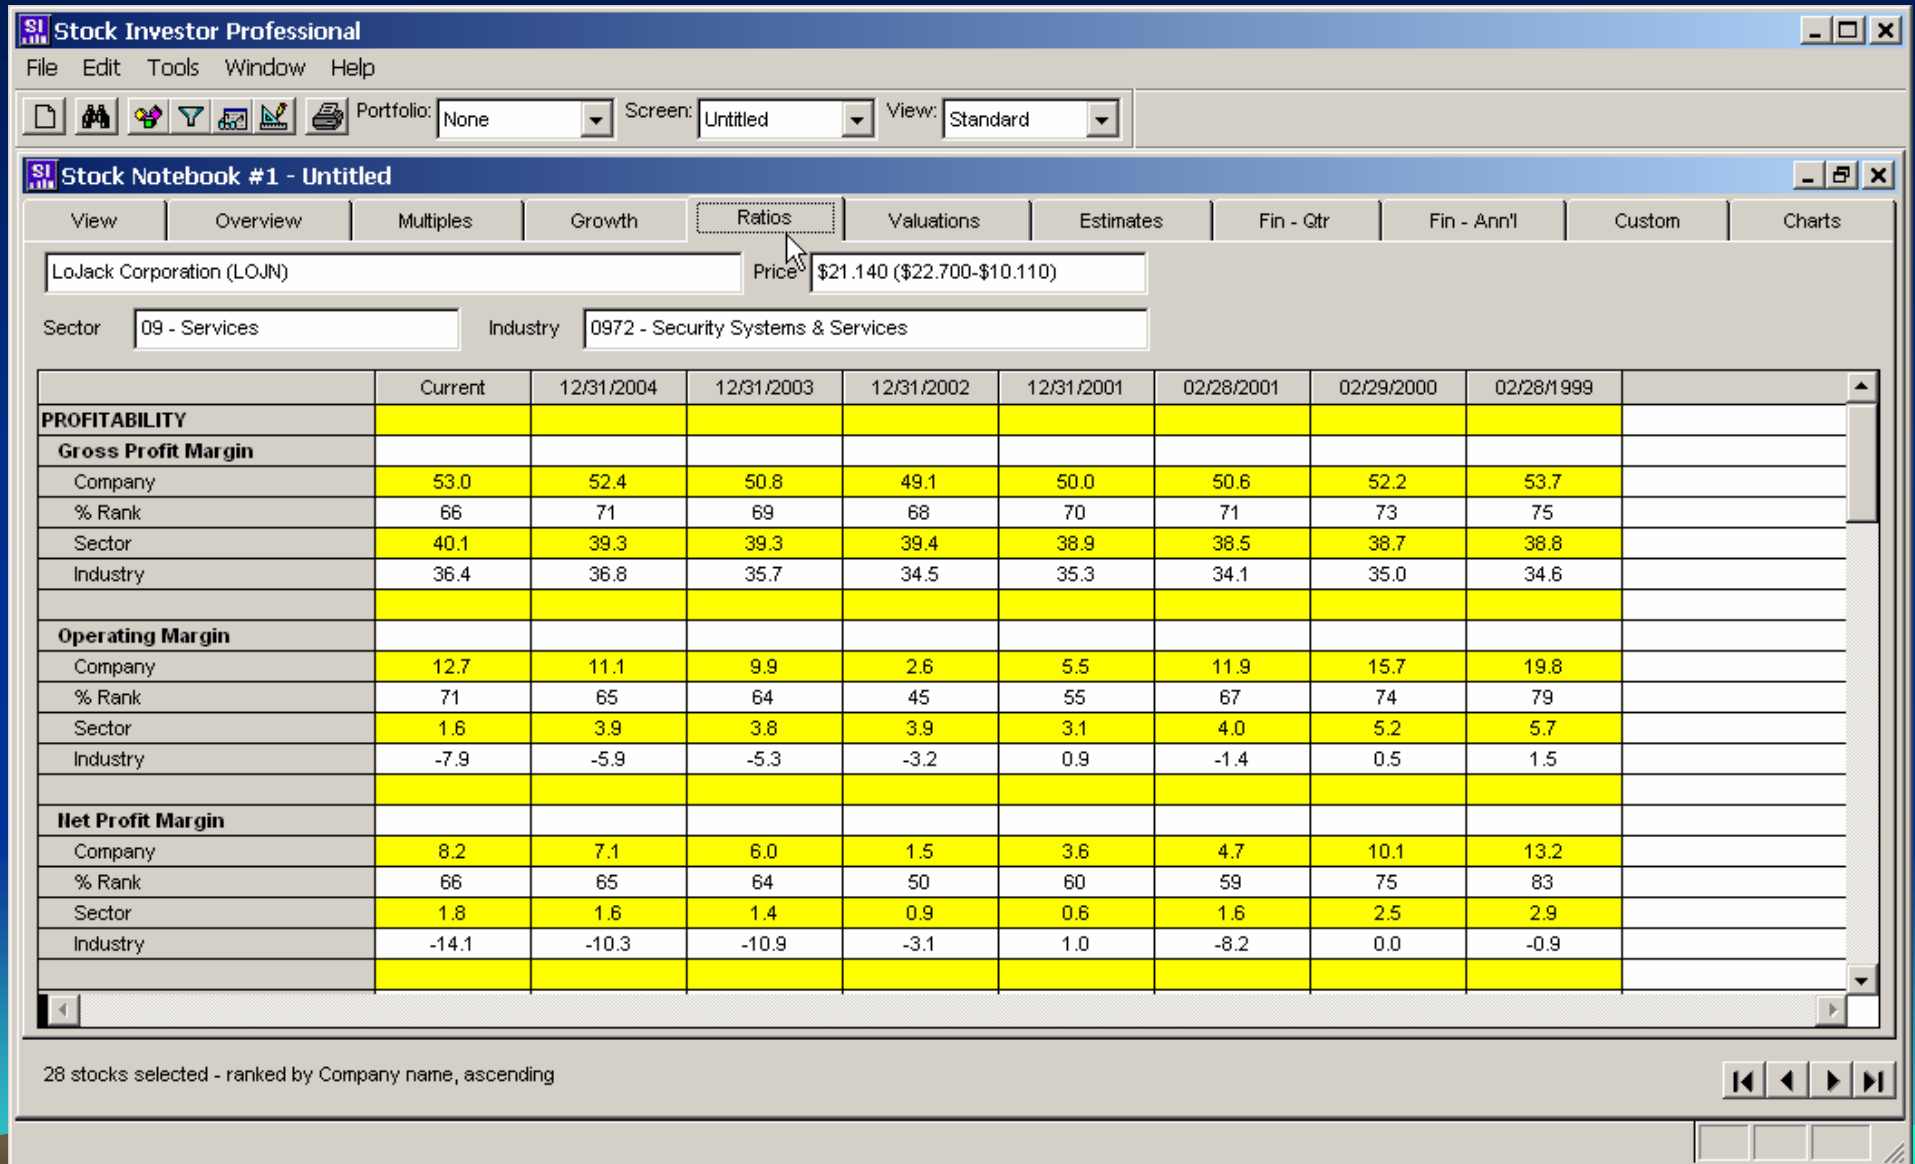 SI Stock Investor Professional
File Edit Tools Window Help
Portfolio: None Screen: Untitled View: Standard
SI Stock Notebook #1 - Untitled
View Overview Multiples Growth Ratios Valuations Estimates Fin - Qtr Fin - Ann'l Custom Charts
LoJack Corporation (LOJN) Price $21.140 ($22.700-$10.110)
Sector 09 - Services Industry 0972 - Security Systems & Services
Current 12/31/2004 12/31/2003 12/31/2002 12/31/2001 02/28/2001 02/29/2000 02/28/1999
PROFITABILITY
Gross Profit Margin
Company 53.0 52.4 50.8 49.1 50.0 50.6 52.2 53.7
% Rank 66 71 69 68 70 71 73 75
Sector 40.1 39.3 39.3 39.4 38.9 38.5 38.7 38.8
Industry 36.4 36.8 35.7 34.5 35.3 34.1 35.0 34.6
Operating Margin
Company 12.7 11.1 9.9 2.6 5.5 11.9 15.7 19.8
% Rank 71 65 64 45 55 67 74 79
Sector 1.6 3.9 3.8 3.9 3.1 4.0 5.2 5.7
Industry -7.9 -5.9 -5.3 -3.2 0.9 -1.4 0.5 1.5
Net Profit Margin
Company 8.2 7.1 6.0 1.5 3.6 4.7 10.1 13.2
% Rank 66 65 64 50 60 59 75 83
Sector 1.8 1.6 1.4 0.9 0.6 1.6 2.5 2.9
Industry -14.1 -10.3 -10.9 -3.1 1.0 -8.2 0.0 -0.9
28 stocks selected - ranked by Company name, ascending